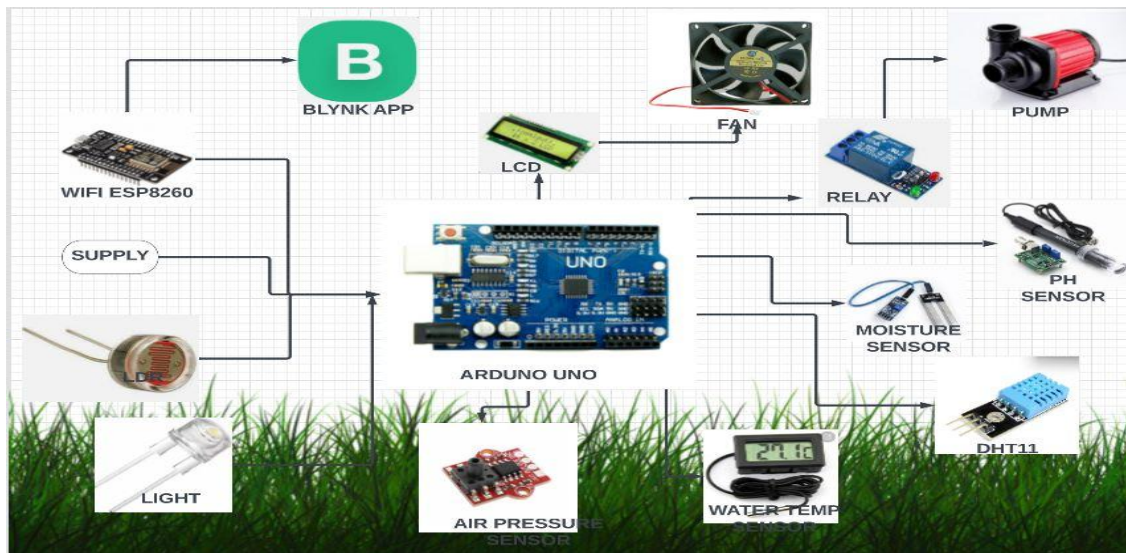 B
BLYNK APP
FAN
PUMP
LCD
WIFI ESP8260
RELAY
SUPPLY
UNO
PH
SENSOR
MOISTURE
SENSOR
LDR
ARDUNO UNO
DHT11
LIGHT
27.1c
AIR PRESSURE
SENSOR
WATER TEMP
SENSOR